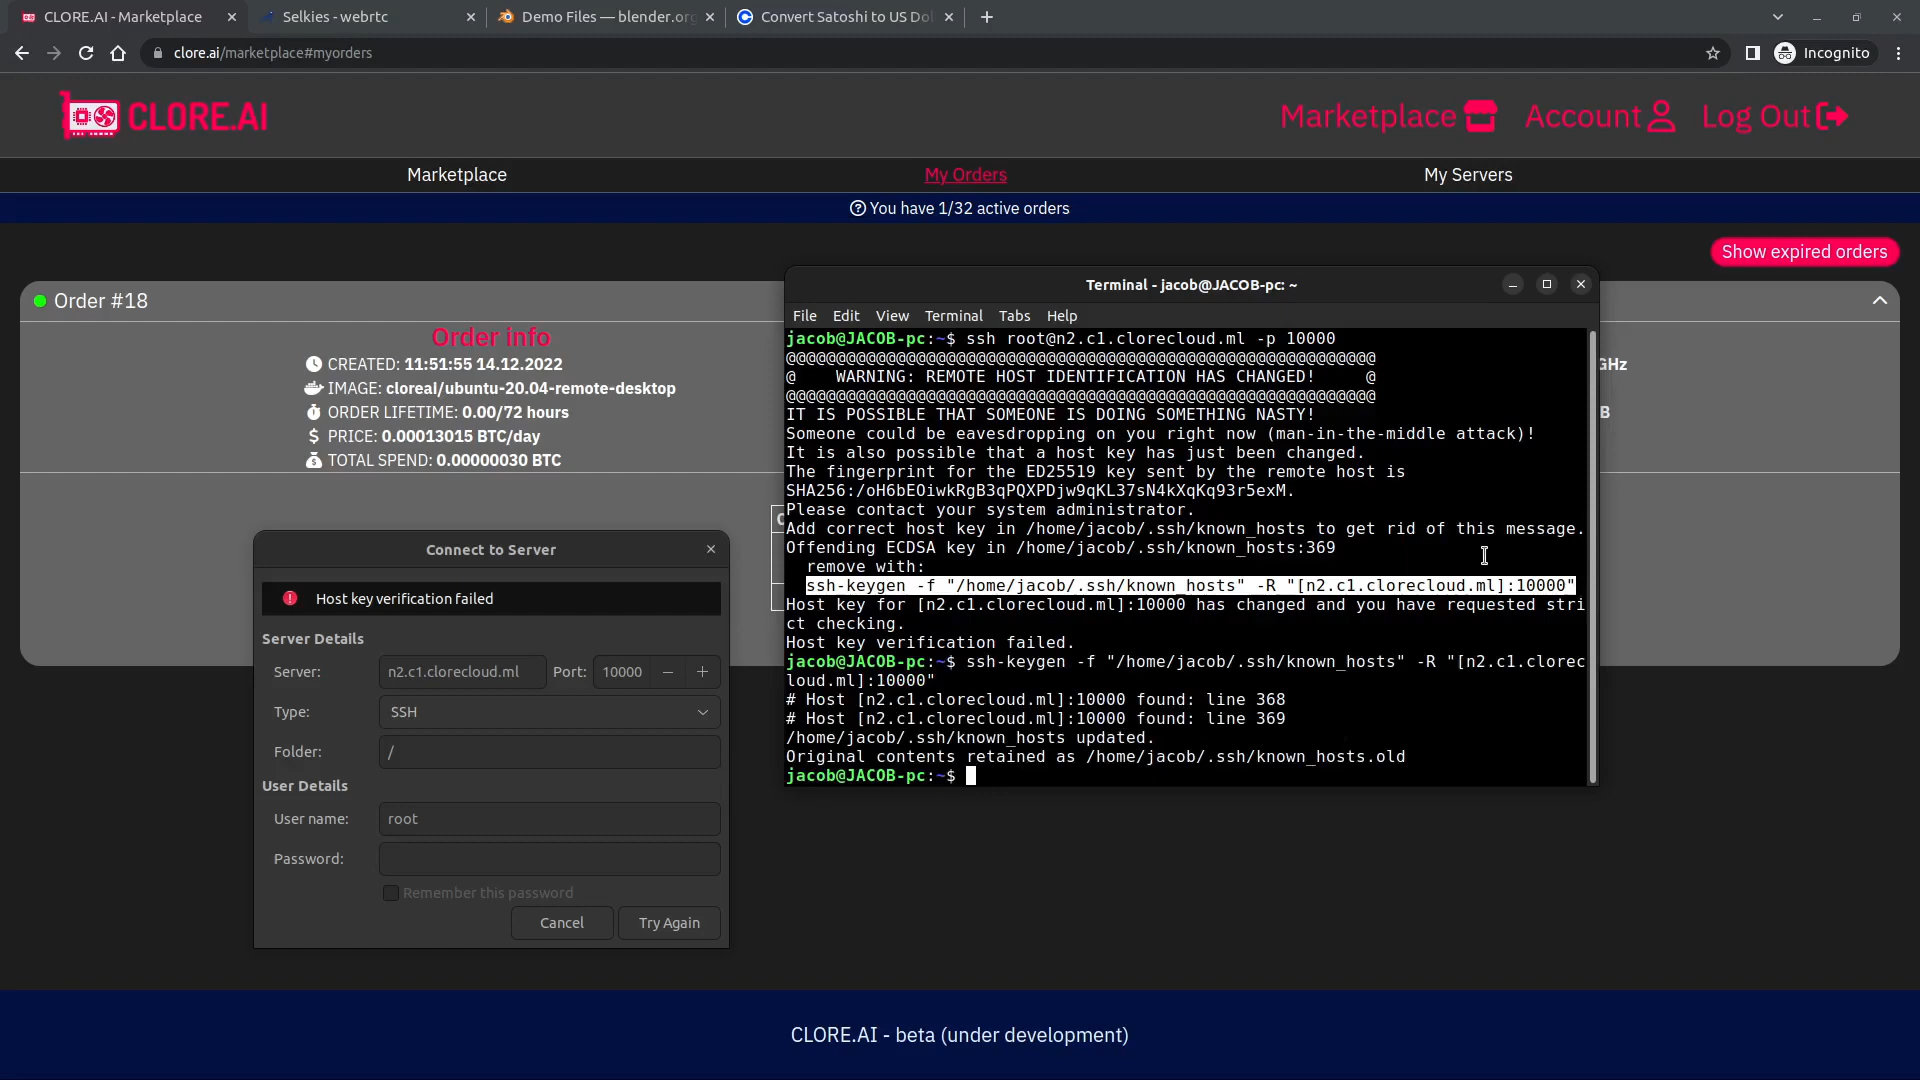 CLORE.AI - Marketplace
Selkies - webrtc
Demo Files — blender.org
Convert Satoshi to US Dol
clore.ai/marketplace#myorders
Incognito
CLORE.AI
Marketplace
Account
Log Out
Marketplace
My Orders
My Servers
You have 1/32 active orders
Show expired orders
Order #18
Order info
CREATED: 11:51:55 14.12.2022
IMAGE: cloreai/ubuntu-20.04-remote-desktop
ORDER LIFETIME: 0.00/72 hours
PRICE: 0.00013015 BTC/day
TOTAL SPEND: 0.00000030 BTC
GHz
B
Connect to Server
Host key verification failed
Server Details
Server: n2.c1.clorecloud.ml Port: 10000
Type: SSH
Folder: /
User Details
User name: root
Password:
Remember this password
Cancel
Try Again
Terminal - jacob@JACOB-pc: ~
File Edit View Terminal Tabs Help
jacob@JACOB-pc:~$ ssh root@n2.c1.clorecloud.ml -p 10000
@@@@@@@@@@@@@@@@@@@@@@@@@@@@@@@@@@@@@@@@@@@@@@@@@@@@@@@@@@@
@    WARNING: REMOTE HOST IDENTIFICATION HAS CHANGED!     @
@@@@@@@@@@@@@@@@@@@@@@@@@@@@@@@@@@@@@@@@@@@@@@@@@@@@@@@@@@@
IT IS POSSIBLE THAT SOMEONE IS DOING SOMETHING NASTY!
Someone could be eavesdropping on you right now (man-in-the-middle attack)!
It is also possible that a host key has just been changed.
The fingerprint for the ED25519 key sent by the remote host is
SHA256:/oH6bEOiwkRgB3qPQXPDjw9qKL37sN4kXqKq93r5exM.
Please contact your system administrator.
Add correct host key in /home/jacob/.ssh/known_hosts to get rid of this message.
Offending ECDSA key in /home/jacob/.ssh/known_hosts:369
remove with:
ssh-keygen -f "/home/jacob/.ssh/known_hosts" -R "[n2.c1.clorecloud.ml]:10000"
Host key for [n2.c1.clorecloud.ml]:10000 has changed and you have requested stri
ct checking.
Host key verification failed.
jacob@JACOB-pc:~$ ssh-keygen -f "/home/jacob/.ssh/known_hosts" -R "[n2.c1.clorec
loud.ml]:10000"
# Host [n2.c1.clorecloud.ml]:10000 found: line 368
# Host [n2.c1.clorecloud.ml]:10000 found: line 369
/home/jacob/.ssh/known_hosts updated.
Original contents retained as /home/jacob/.ssh/known_hosts.old
jacob@JACOB-pc:~$
CLORE.AI - beta (under development)